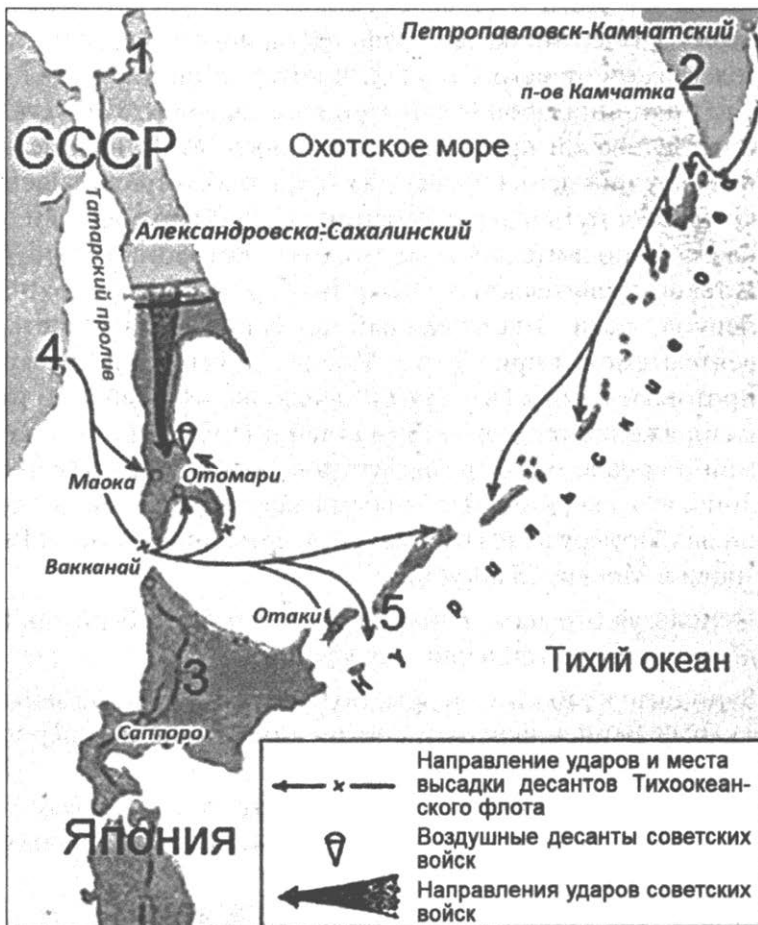 Петропавловск-Камчатский
1
2
п-ов Камчатка
СССР
Охотское море
Татарский пролив
Александровска-Сахалинский
4
Маока
Отомари
Вакканай
Отаки
5
КУРИЛЬСКИЕ О-ВА
3
Тихий океан
Саппоро
Япония
Направление ударов и места
высадки десантов Тихоокеан-
ского флота
Воздушные десанты советских
войск
Направления ударов советских
войск